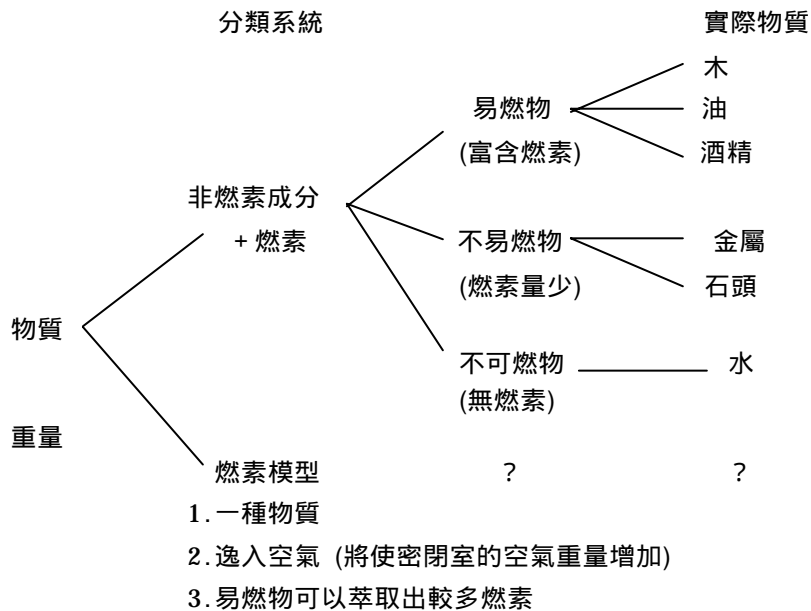 分類系統 實際物質
木
易燃物 油
(富含燃素) 酒精
非燃素成分
+ 燃素 不易燃物 金屬
(燃素量少) 石頭
物質
不可燃物 水
(無燃素)
重量
燃素模型 ? ?
1.一種物質
2.逸入空氣 (將使密閉室的空氣重量增加)
3.易燃物可以萃取出較多燃素